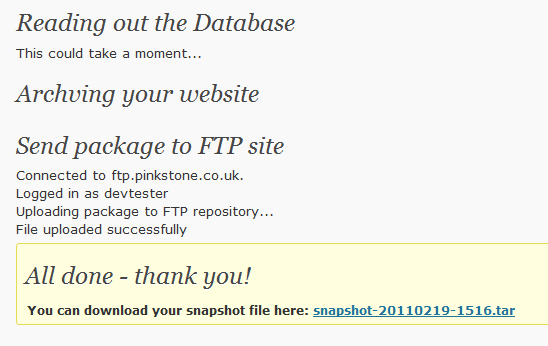 Reading out the Database
This could take a moment...
Archving your website
Send package to FTP site
Connected to ftp.pinkstone.co.uk.
Logged in as devtester
Uploading package to FTP repository...
File uploaded successfully
All done - thank you!
You can download your snapshot file here: snapshot-20110219-1516.tar